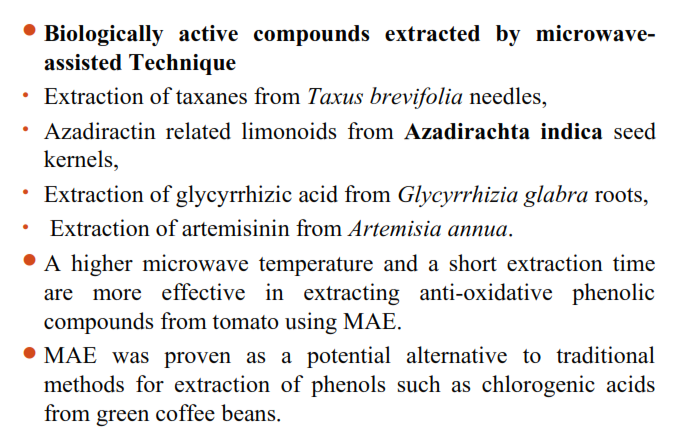 • Biologically active compounds extracted by microwave-
assisted Technique
• Extraction of taxanes from Taxus brevifolia needles,
• Azadiractin related limonoids from Azadirachta indica seed
kernels,
• Extraction of glycyrrhizic acid from Glycyrrhizia glabra roots,
• Extraction of artemisinin from Artemisia annua.
• A higher microwave temperature and a short extraction time
are more effective in extracting anti-oxidative phenolic
compounds from tomato using MAE.
• MAE was proven as a potential alternative to traditional
methods for extraction of phenols such as chlorogenic acids
from green coffee beans.